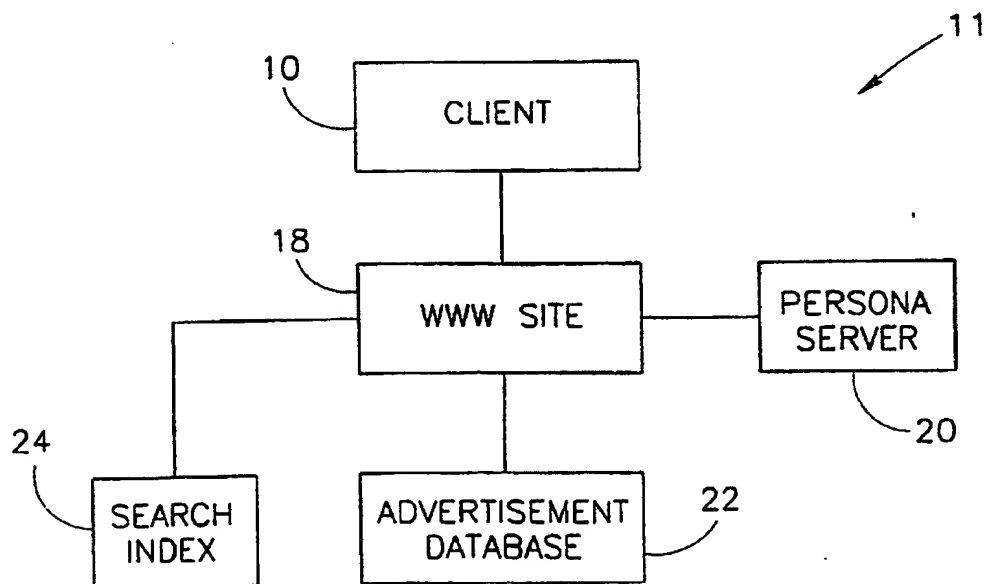 11
10
CLIENT
18
WWW SITE
PERSONA
SERVER
20
24
SEARCH
INDEX
ADVERTISEMENT
DATABASE
22